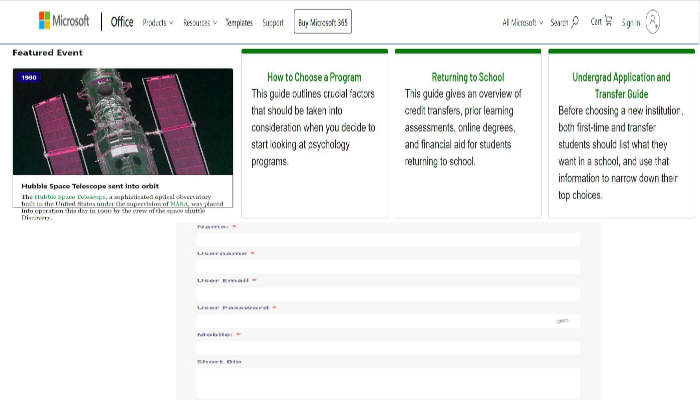 Microsoft Office Products Resources Templates Support Buy Microsoft 365 All Microsoft Search Cart Sign in
Featured Event
1990
Hubble Space Telescope sent into orbit
The Hubble Space Telescope, a sophisticated optical observatory
built in the United States under the supervision of NASA, was placed
into operation this day in 1990 by the crew of the space shuttle
Discovery.
How to Choose a Program
This guide outlines crucial factors
that should be taken into
consideration when you decide to
start looking at psychology
programs.
Returning to School
This guide gives an overview of
credit transfers, prior learning
assessments, online degrees,
and financial aid for students
returning to school.
Undergrad Application and
Transfer Guide
Before choosing a new institution,
both first-time and transfer
students should list what they
want in a school, and use that
information to narrow down their
top choices.
Name: *
Username *
User Email *
User Password *
Mobile: *
Short Bio